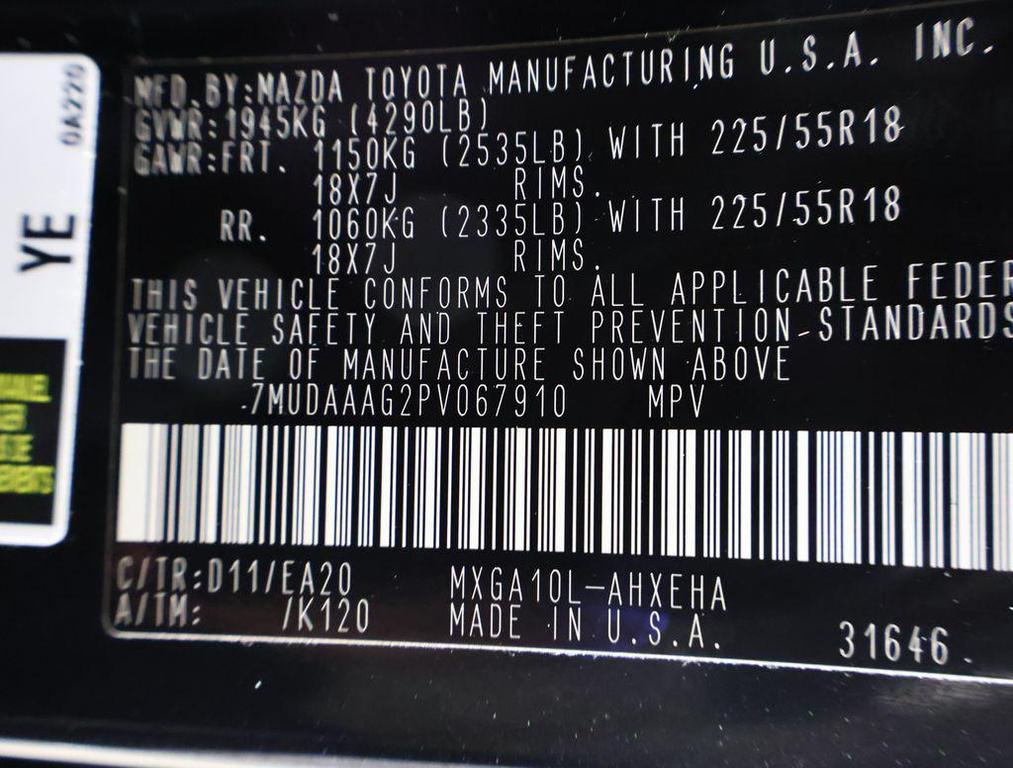 MFD.BY:MAZDA TOYOTA MANUFACTURING U.S.A. INC.
GVWR:1945KG (4290LB)
GAWR:FRT. 1150KG (2535LB) WITH 225/55R18
18X7J RIMS.
RR. 1060KG (2335LB) WITH 225/55R18
18X7J RIMS.
THIS VEHICLE CONFORMS TO ALL APPLICABLE FEDER
VEHICLE SAFETY AND THEFT PREVENTION STANDARDS
THE DATE OF MANUFACTURE SHOWN ABOVE
7MUDAAAG2PV067910 MPV
C/TR:D11/EA20 MXGA10L-AHXEHA
A/TM: /K120 MADE IN U.S.A. 31646
YE
0A220